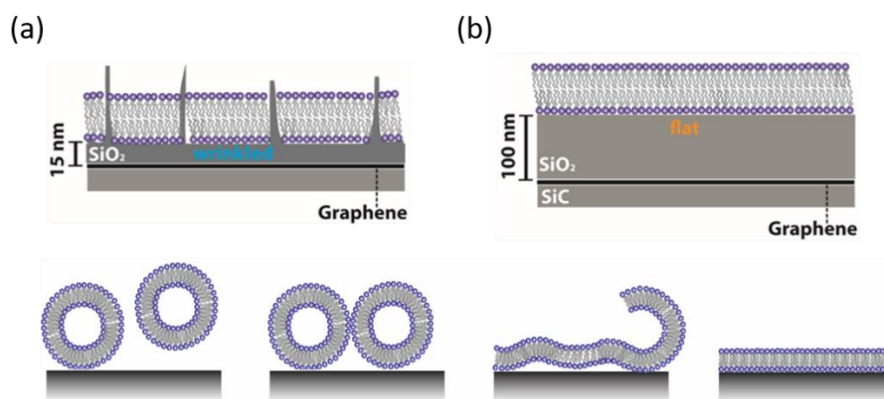 (a)
15 nm
SiO₂
wrinkled
Graphene
(b)
100 nm
flat
SiO₂
SiC
Graphene